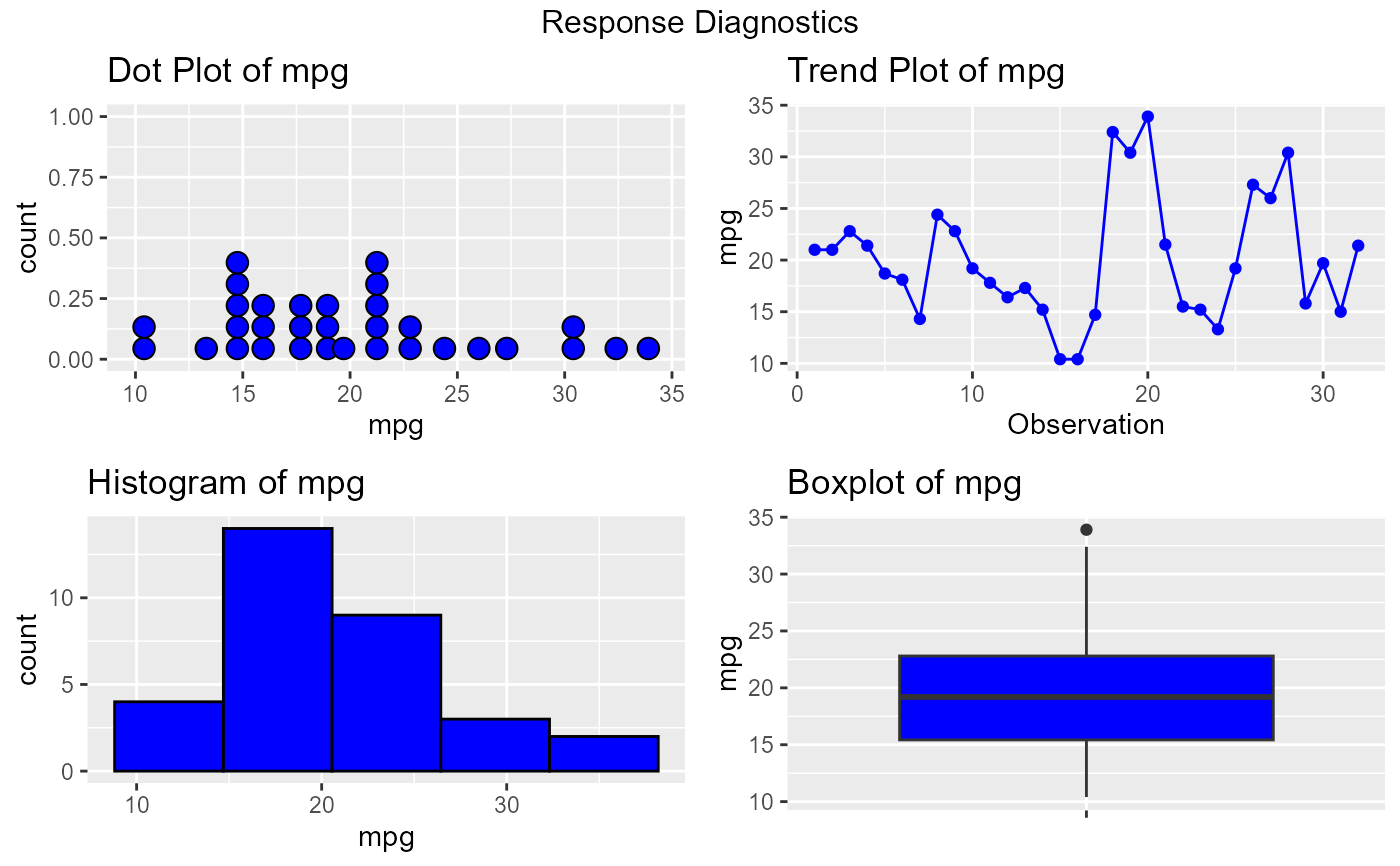 Response Diagnostics
Dot Plot of mpg
1.00
0.75
0.50
0.25
0.00
count
10 15 20 25 30 35
mpg
Trend Plot of mpg
35
30
25
20
15
10
mpg
0 10 20 30
Observation
Histogram of mpg
10
5
0
count
10 20 30
mpg
Boxplot of mpg
35
30
25
20
15
10
mpg